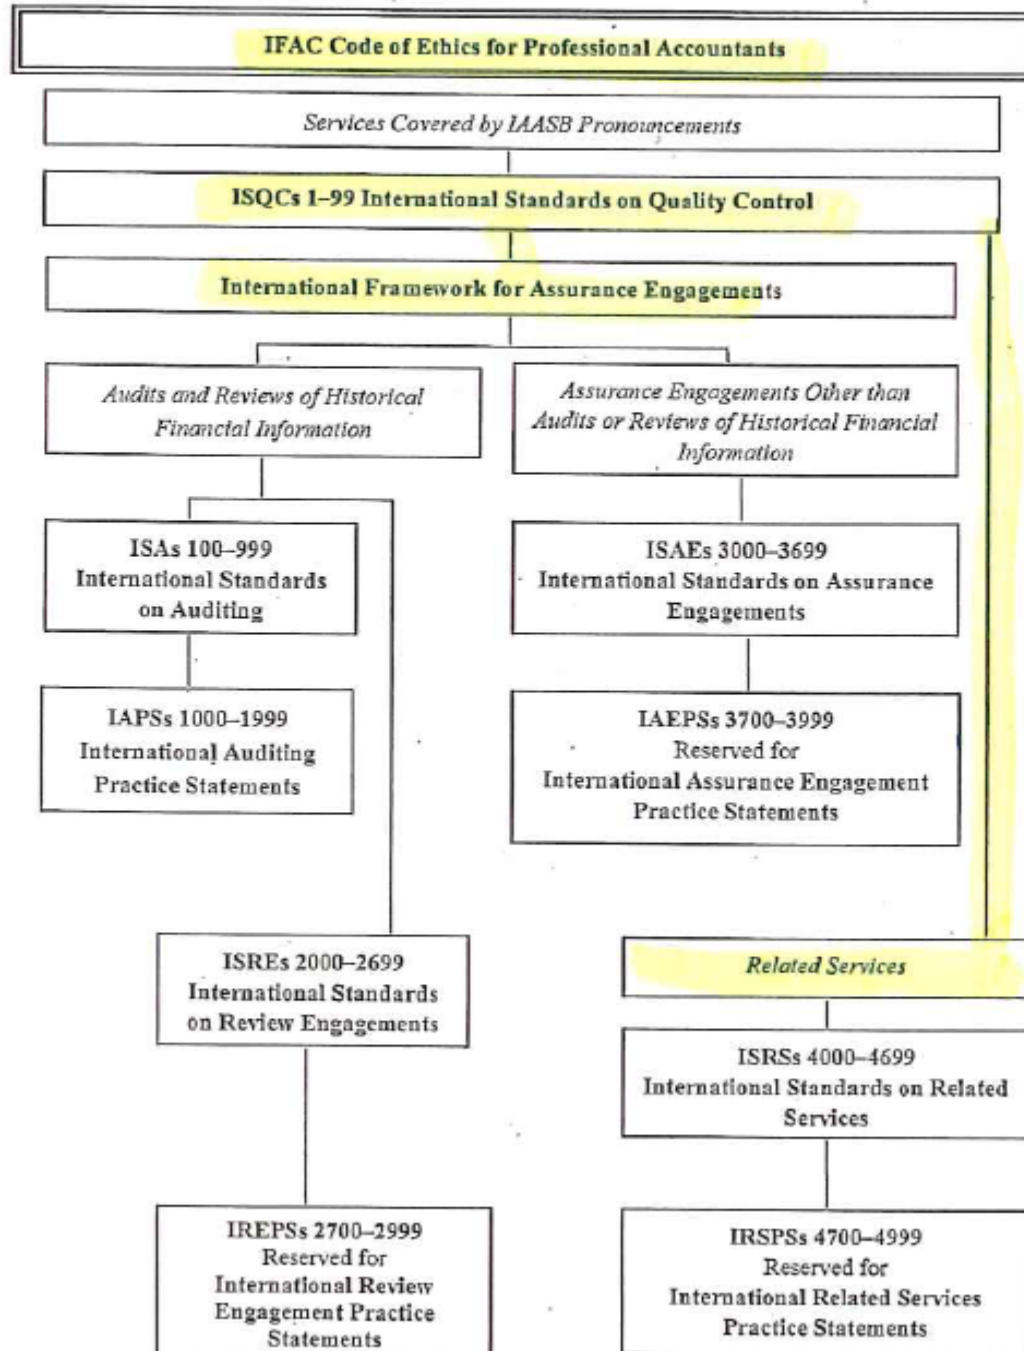 IFAC Code of Ethics for Professional Accountants
Services Covered by IAASB Pronouncements
ISQCs 1–99 International Standards on Quality Control
International Framework for Assurance Engagements
Audits and Reviews of Historical
Financial Information
Assurance Engagements Other than
Audits or Reviews of Historical Financial
Information
ISAs 100–999
International Standards
on Auditing
ISAEs 3000–3699
International Standards on Assurance
Engagements
IAPSs 1000–1999
International Auditing
Practice Statements
IAEPSs 3700–3999
Reserved for
International Assurance Engagement
Practice Statements
ISREs 2000–2699
International Standards
on Review Engagements
Related Services
ISRSs 4000–4699
International Standards on Related
Services
IREPSs 2700–2999
Reserved for
International Review
Engagement Practice
Statements
IRSPSs 4700–4999
Reserved for
International Related Services
Practice Statements